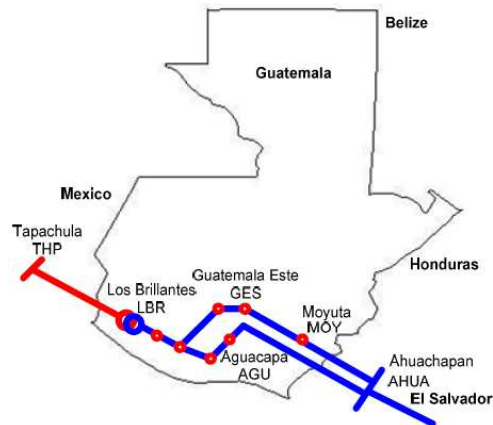 Belize
Guatemala
Mexico
Tapachula
THP
Los Brillantes
LBR
Guatemala Este
GES
Honduras
Moyuta
MOY
Aguacapa
AGU
Ahuachapan
AHUA
El Salvador